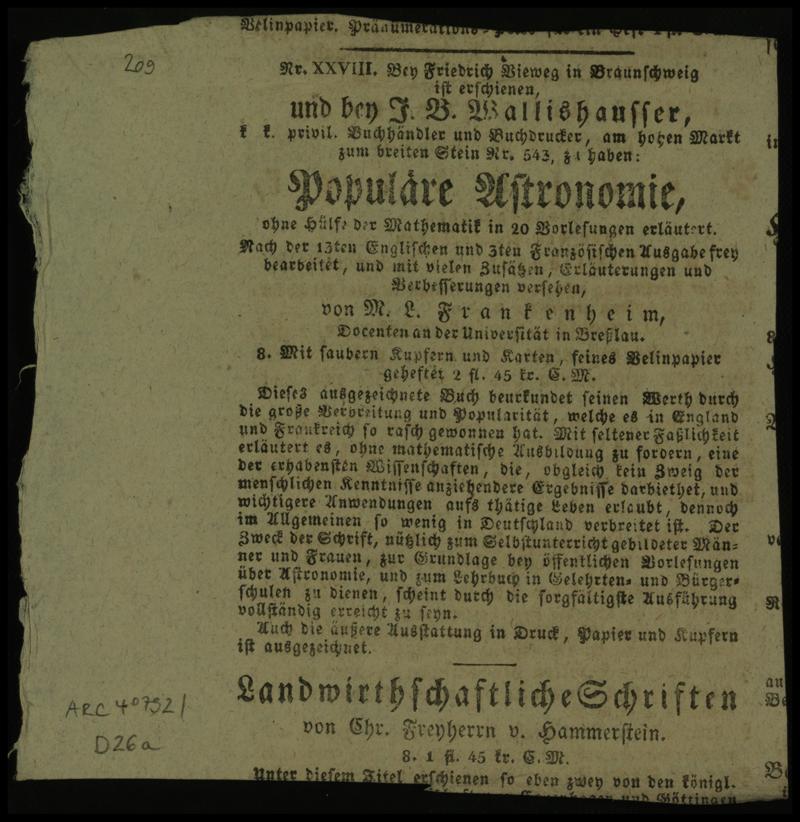 Velinpapier. Pränumerations-
209
Nr. XXVIII. Bey Friedrich Vieweg in Braunschweig
ist erschienen,
und bey J. B. Wallishausser,
k k. privil. Buchhändler und Buchdrucker, am hohen Markt
zum breiten Stein Nr. 543, zu haben:
Populäre Astronomie,
ohne Hülfe der Mathematik in 20 Vorlesungen erläutert.
Nach der 13ten Englischen und 3ten Französischen Ausgabe frey
bearbeitet, und mit vielen Zusätzen, Erläuterungen und
Verbesserungen versehen,
von M. L. Frankenheim,
Docenten an der Universität in Breßlau.
8. Mit saubern Kupfern und Karten, feines Velinpapier
geheftet 2 fl. 45 kr. C. M.
Dieses ausgezeichnete Buch beurkundet seinen Werth durch
die große Verbreitung und Popularität, welche es in England
und Frankreich so rasch gewonnen hat. Mit seltener Faßlichkeit
erläutert es, ohne mathematische Ausbildung zu fordern, eine
der erhabensten Wissenschaften, die, obgleich kein Zweig der
menschlichen Kenntnisse anziehendere Ergebnisse darbiethet, und
wichtigere Anwendungen aufs thätige Leben erlaubt, dennoch
im Allgemeinen so wenig in Deutschland verbreitet ist. Der
Zweck der Schrift, nützlich zum Selbstunterricht gebildeter Män-
ner und Frauen, zur Grundlage bey öffentlichen Vorlesungen
über Astronomie, und zum Lehrbuch in Gelehrten- und Bürger-
schulen zu dienen, scheint durch die sorgfältigste Ausführung
vollständig erreicht zu seyn.
Auch die äußere Ausstattung in Druck, Papier und Kupfern
ist ausgezeichnet.
Landwirthschaftliche Schriften
von Chr. Freyherrn v. Hammerstein.
8. 1 fl. 45 kr. C. M.
Unter diesem Titel erschienen so eben zwey von den königl.
und Göttingen
ARC 40752/
D26a